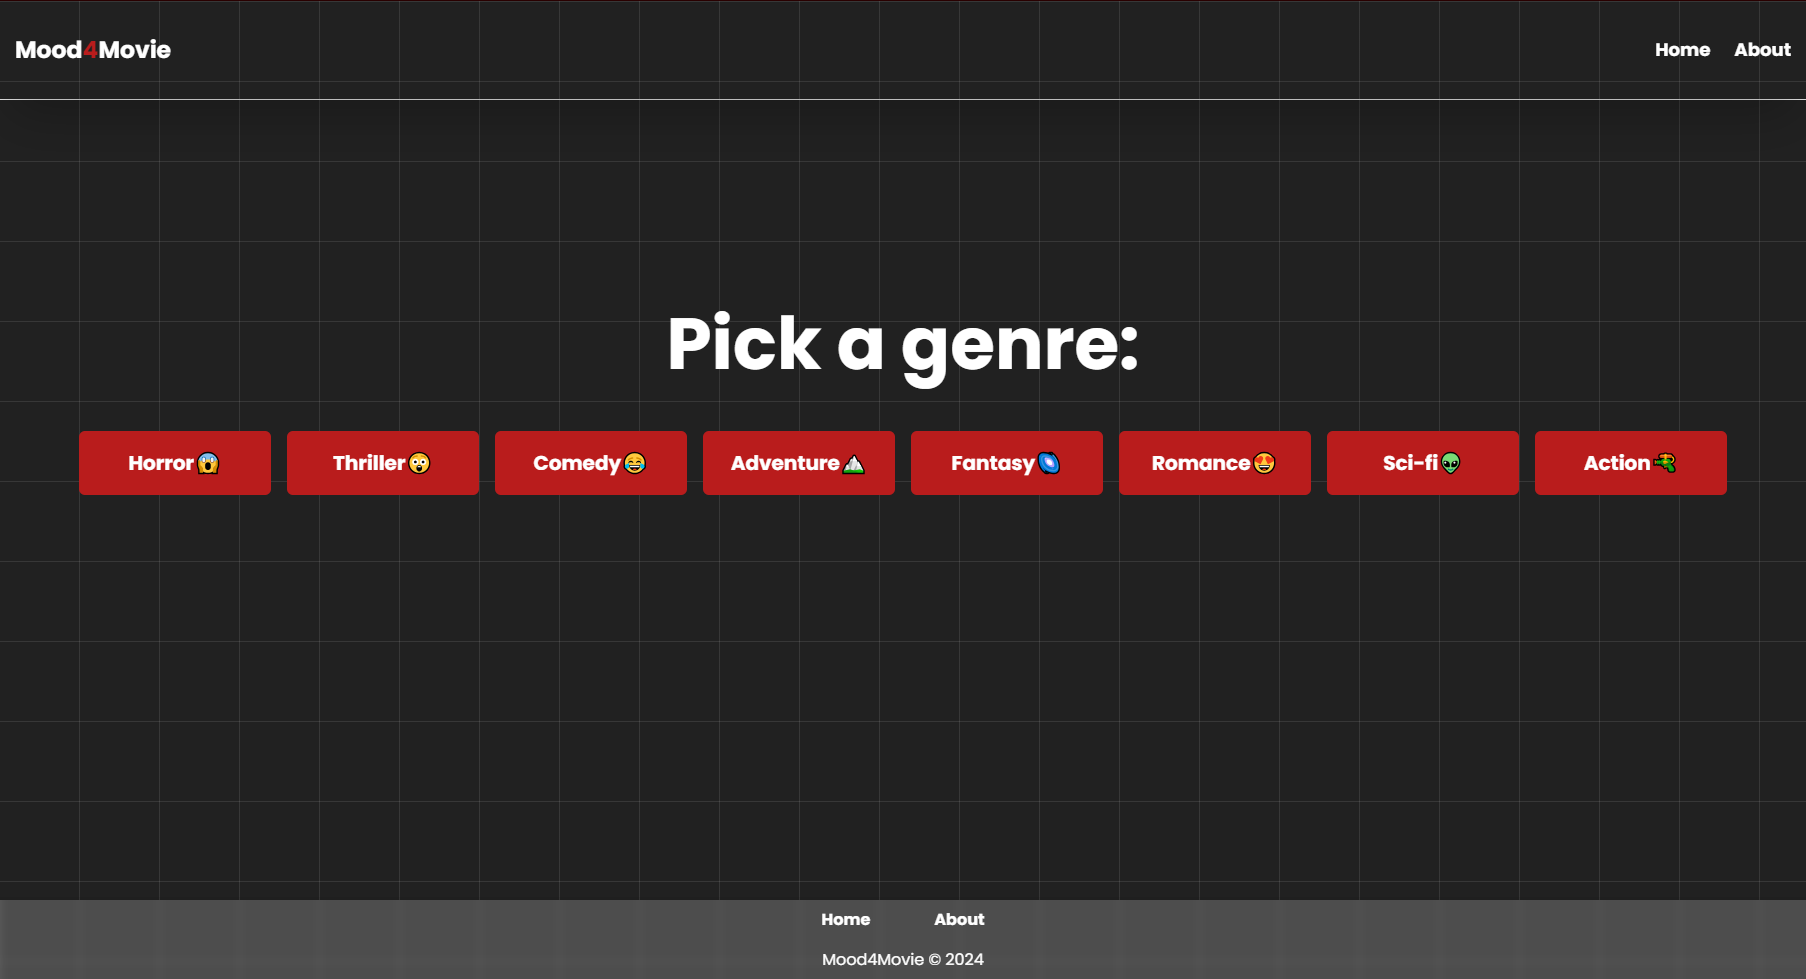 Mood4Movie
Home About
Pick a genre:
Horror😱 Thriller😲 Comedy😂 Adventure🏔️ Fantasy🌀 Romance😍 Sci-fi👽 Action🔫
Home About
Mood4Movie © 2024